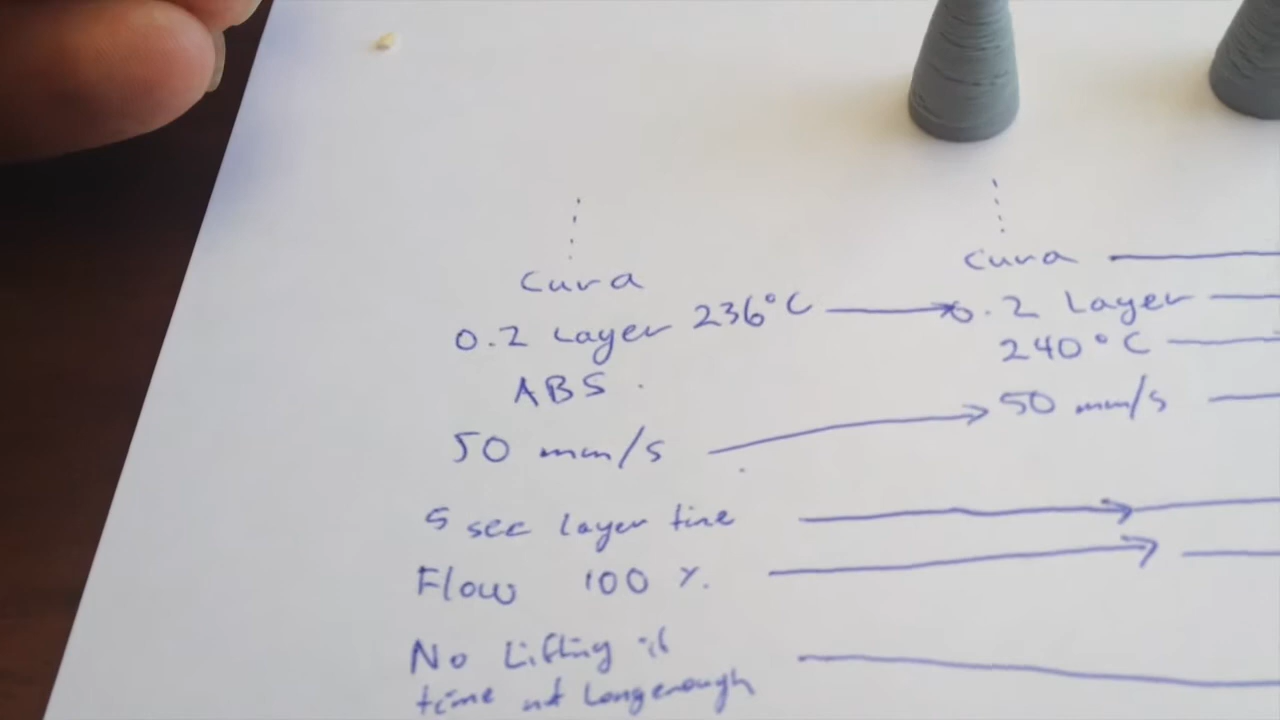 Cura
0.2 Layer 236°C
ABS
50 mm/s
5 sec layer time
Flow 100 %.
No Lifting if
time not long enough
Cura
0.2 Layer
240°C
50 mm/s